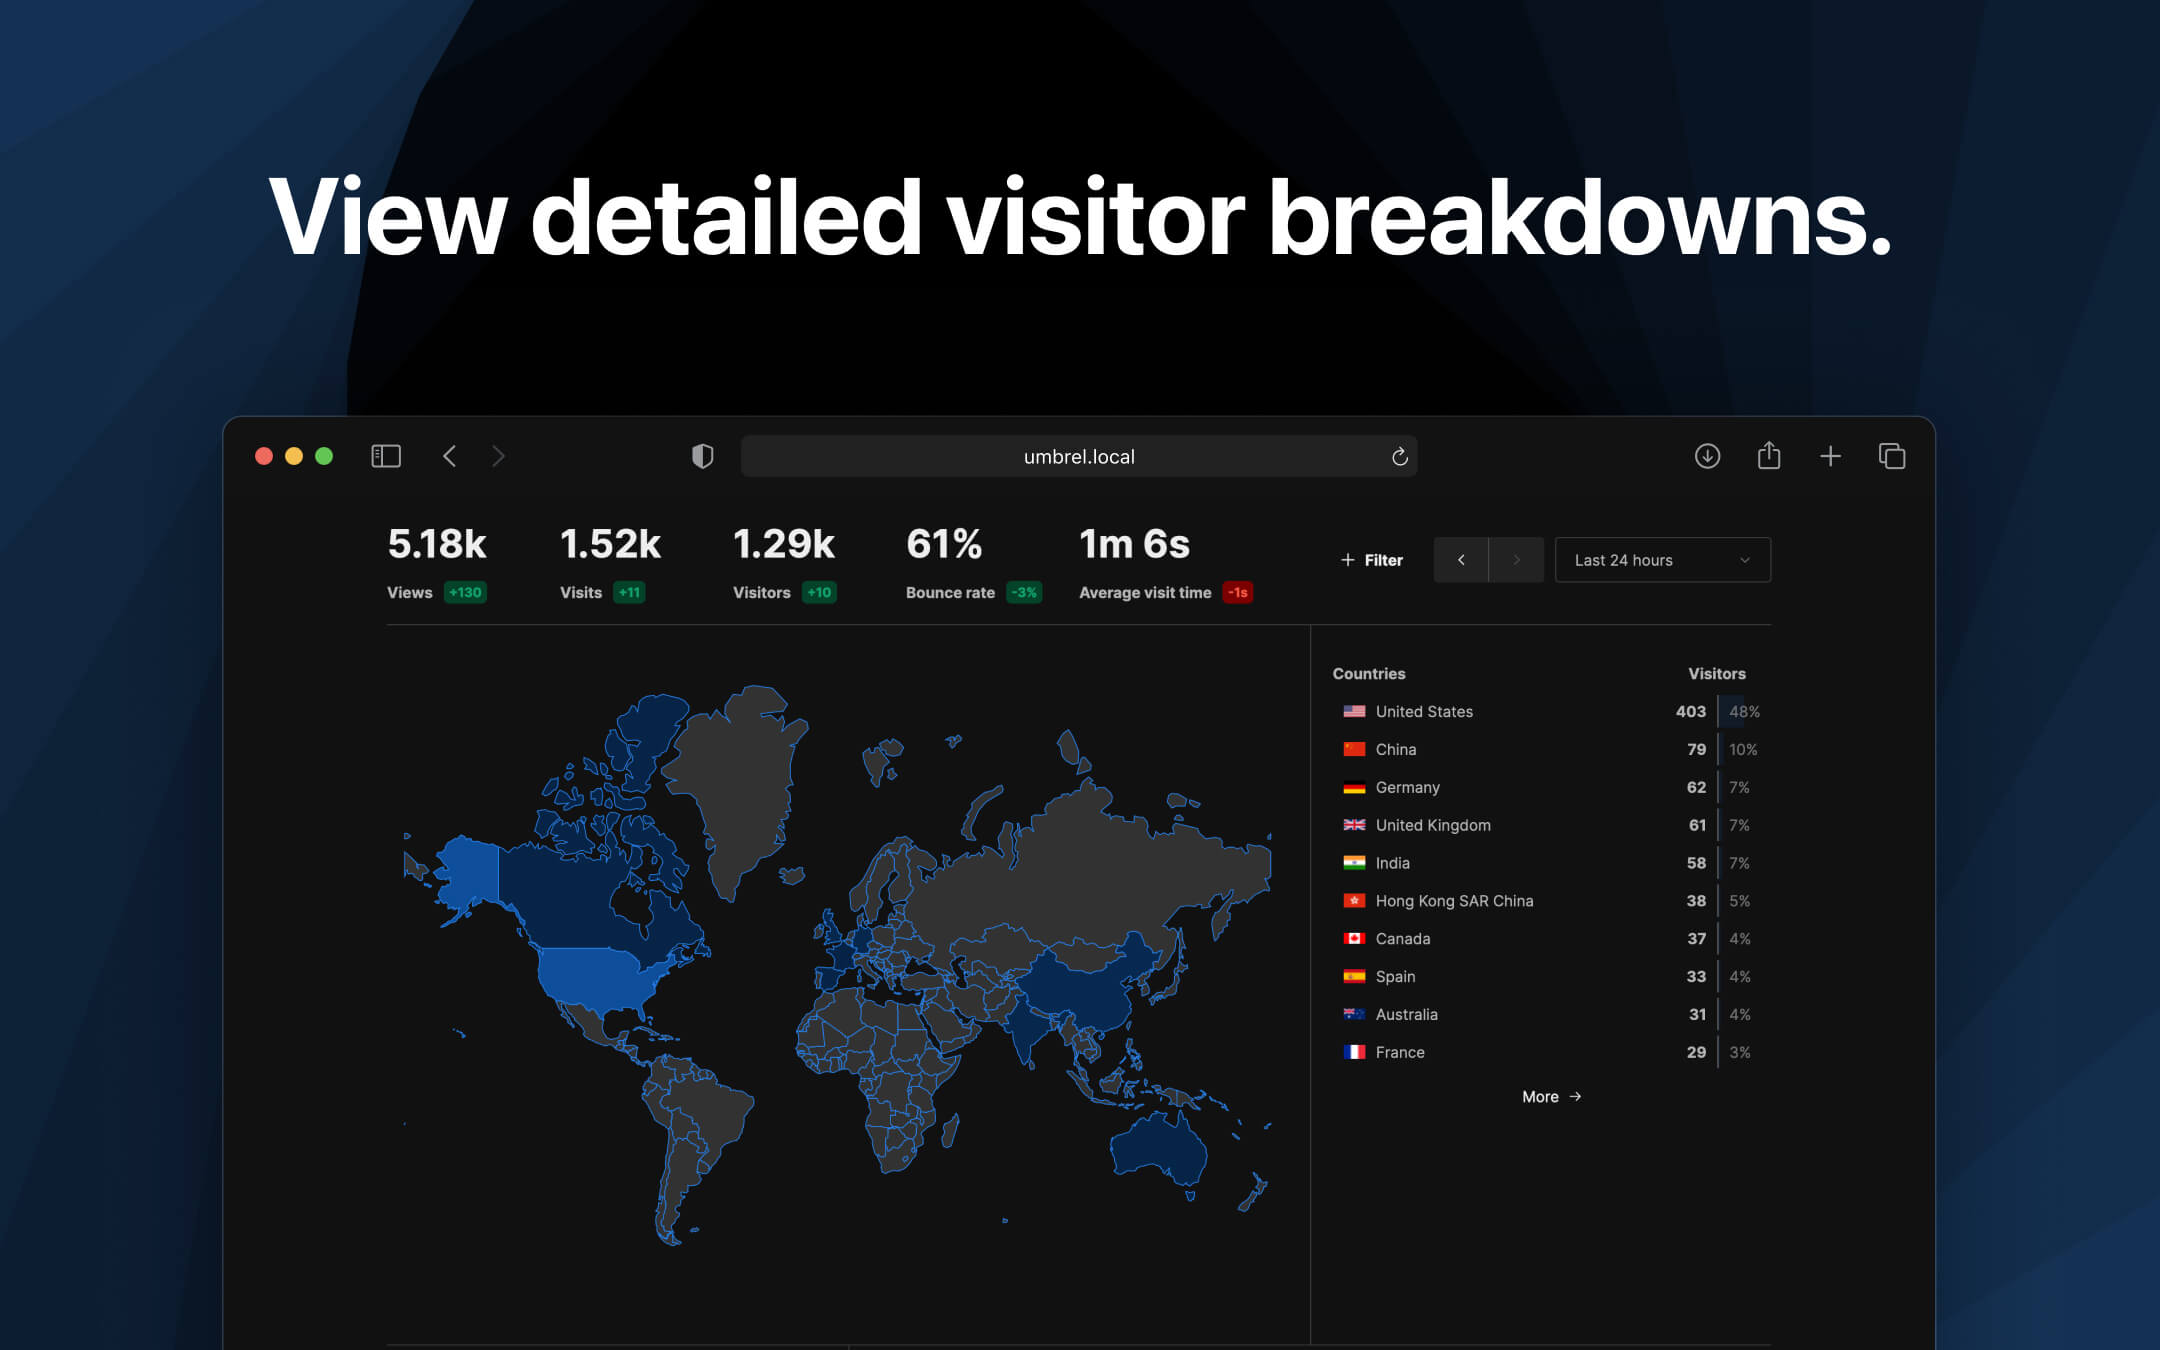 View detailed visitor breakdowns.
umbrel.local
5.18k 1.52k 1.29k 61% 1m 6s
Views +130 Visits +11 Visitors +10 Bounce rate -3% Average visit time -1s
Filter Last 24 hours
Countries Visitors
United States 403 48%
China 79 10%
Germany 62 7%
United Kingdom 61 7%
India 58 7%
Hong Kong SAR China 38 5%
Canada 37 4%
Spain 33 4%
Australia 31 4%
France 29 3%
More →